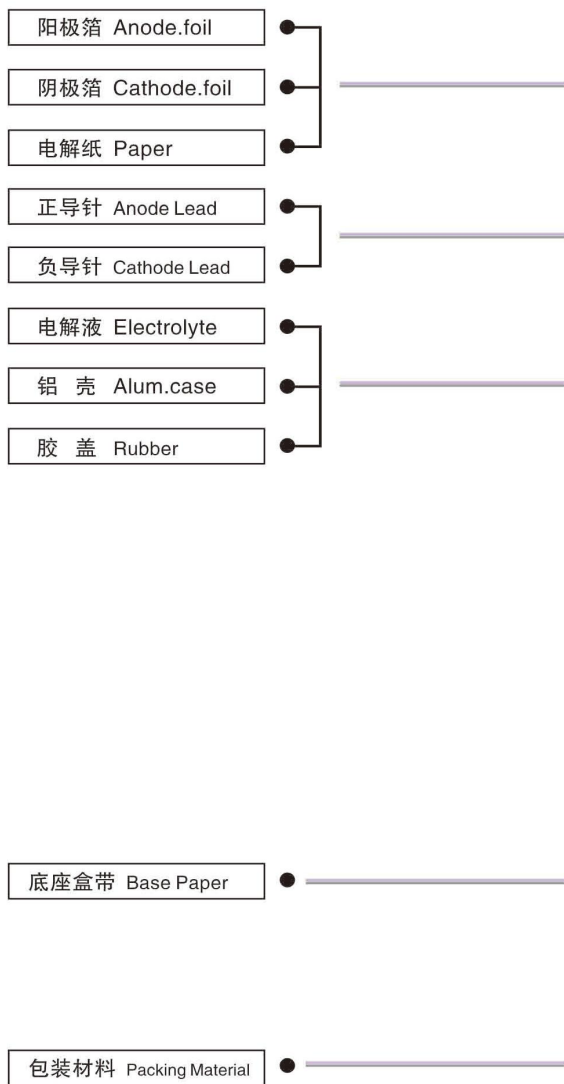 阳极箔 Anode.foil
阴极箔 Cathode.foil
电解纸 Paper
正导针 Anode Lead
负导针 Cathode Lead
电解液 Electrolyte
铝 壳 Alum.case
胶 盖 Rubber
底座盒带 Base Paper
包装材料 Packing Material